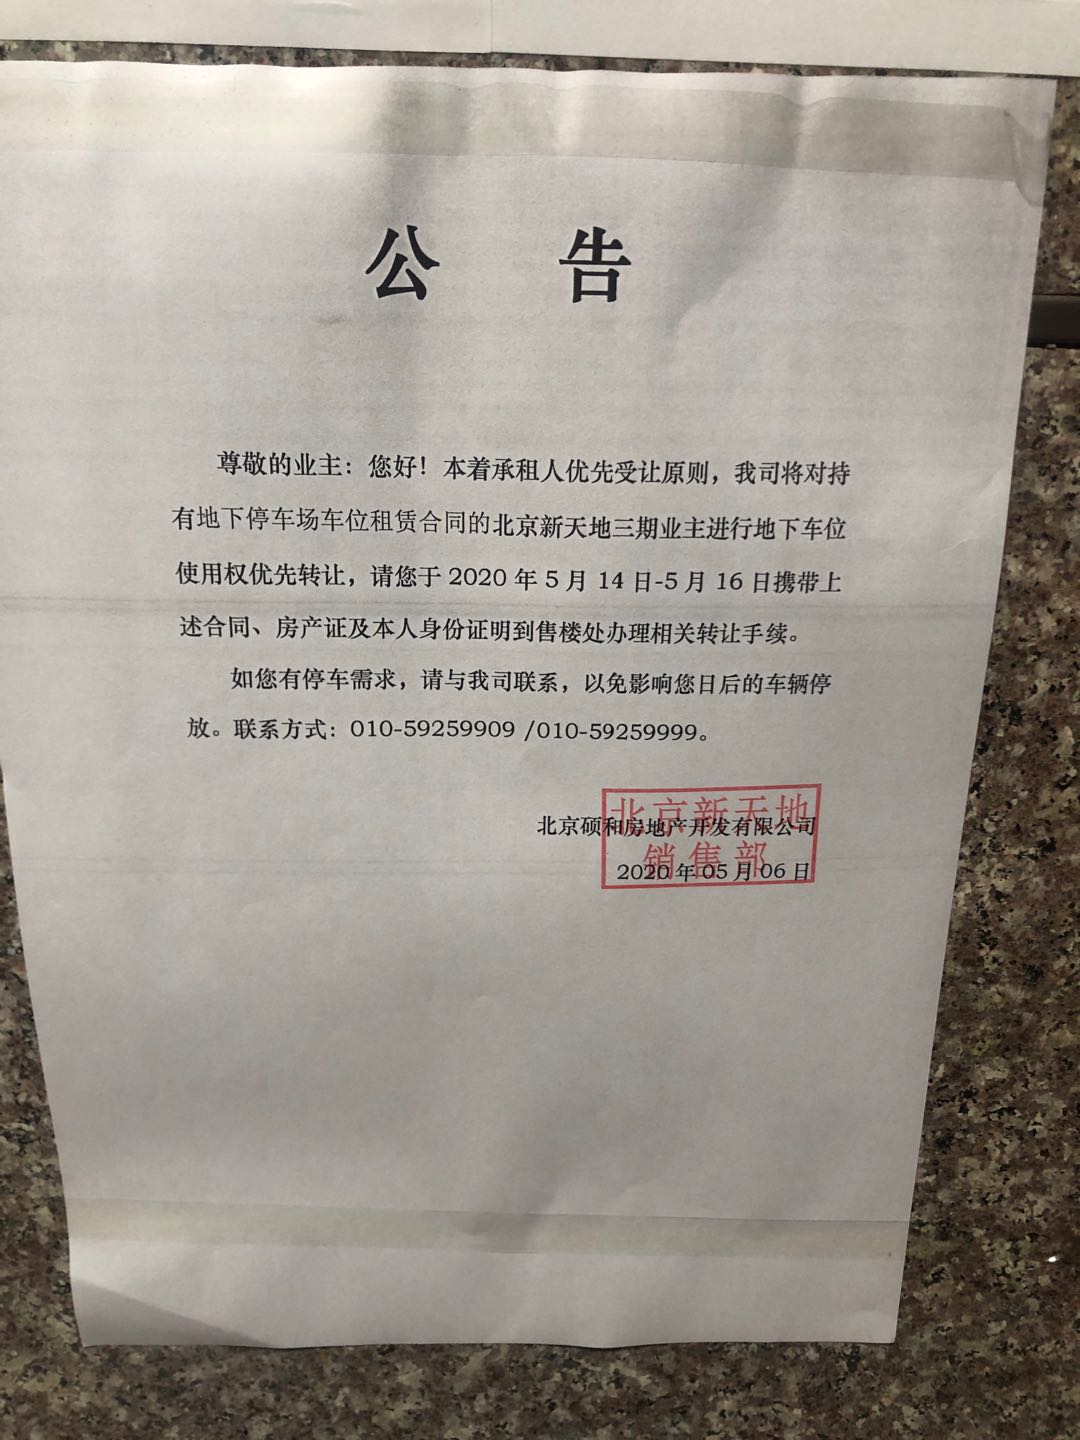 公 告
尊敬的业主：您好！本着承租人优先受让原则，我司将对持
有地下停车场车位租赁合同的北京新天地三期业主进行地下车位
使用权优先转让，请您于 2020 年 5 月 14 日-5 月 16 日携带上
述合同、房产证及本人身份证明到售楼处办理相关转让手续。
如您有停车需求，请与我司联系，以免影响您日后的车辆停
放。联系方式：010-59259909 /010-59259999。
北京新天地
北京硕和房地产开发有限公司
销售部
2020 年 05 月 06 日